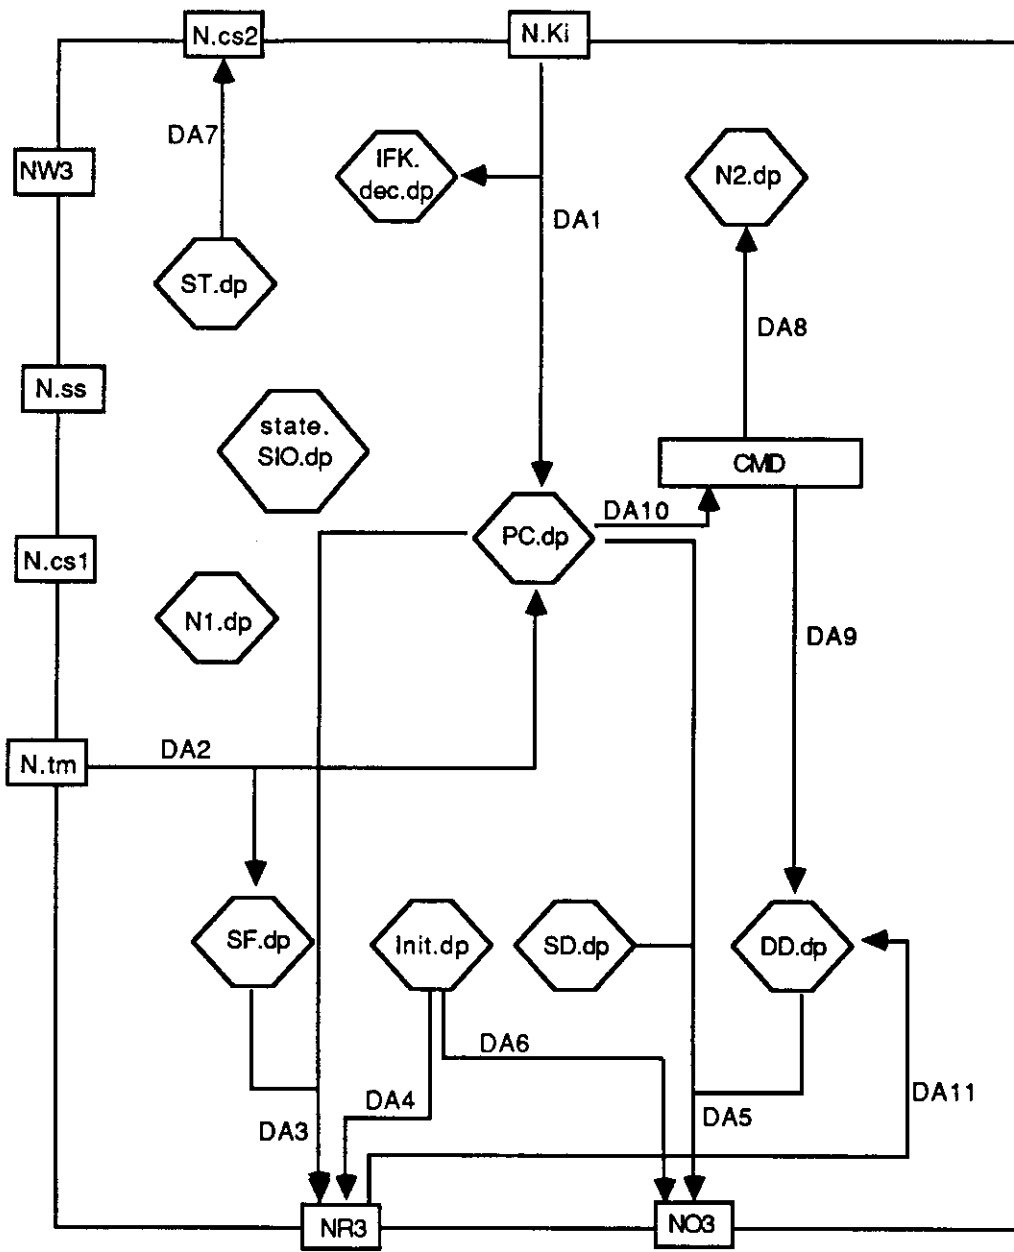 N.cs2
N.Ki
DA7
NW3
IFK.
dec.dp
N2.dp
DA1
ST.dp
DA8
N.ss
state.
SIO.dp
CMD
DA10
PC.dp
N.cs1
N1.dp
DA9
DA2
N.tm
SF.dp
Init.dp
SD.dp
DD.dp
DA6
DA4
DA3
DA5
DA11
NR3
NO3